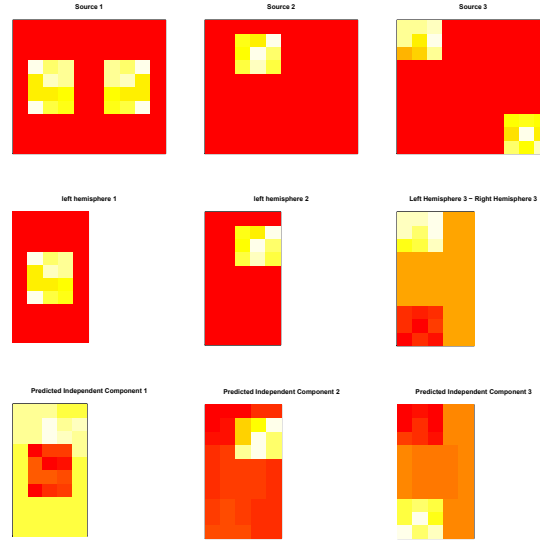 Source 1
Source 2
Source 3
left hemisphere 1
left hemisphere 2
Left Hemisphere 3 − Right Hemisphere 3
Predicted Independent Component 1
Predicted Independent Component 2
Predicted Independent Component 3